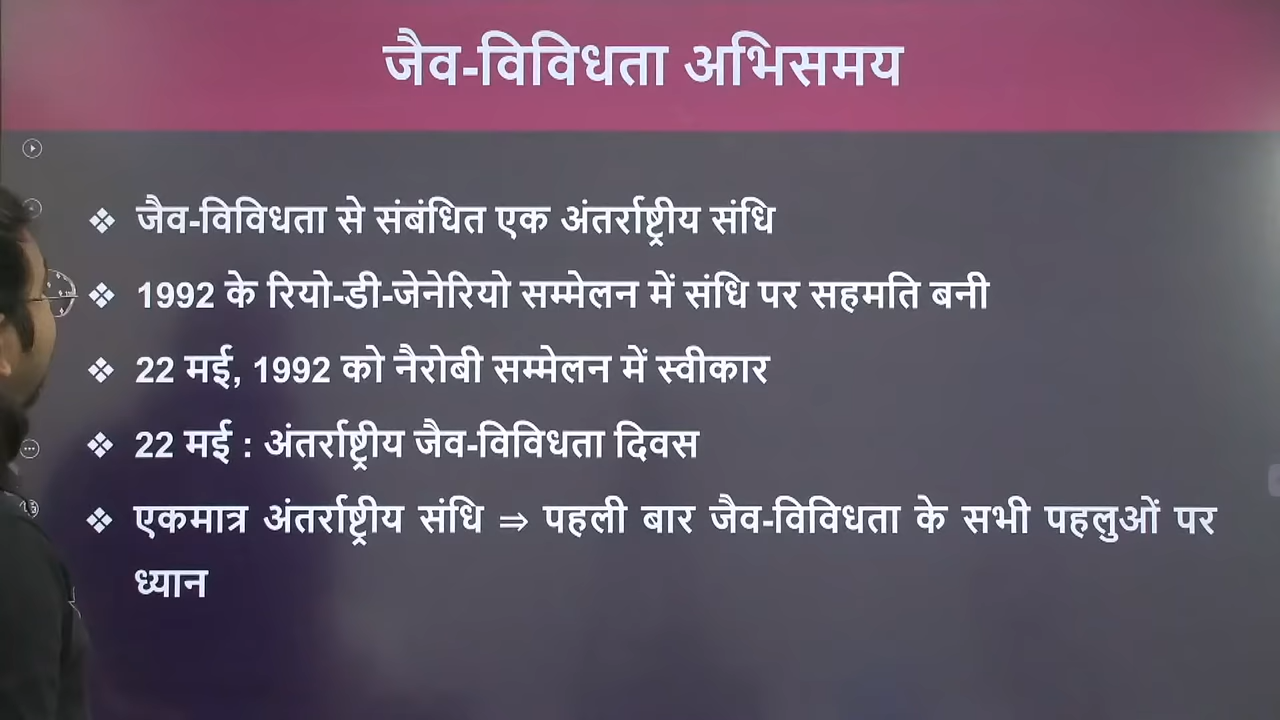 जैव-विविधता अभिसमय
❖ जैव-विविधता से संबंधित एक अंतर्राष्ट्रीय संधि
❖ 1992 के रियो-डी-जेनेरियो सम्मेलन में संधि पर सहमति बनी
❖ 22 मई, 1992 को नैरोबी सम्मेलन में स्वीकार
❖ 22 मई : अंतर्राष्ट्रीय जैव-विविधता दिवस
❖ एकमात्र अंतर्राष्ट्रीय संधि ⇒ पहली बार जैव-विविधता के सभी पहलुओं पर
ध्यान